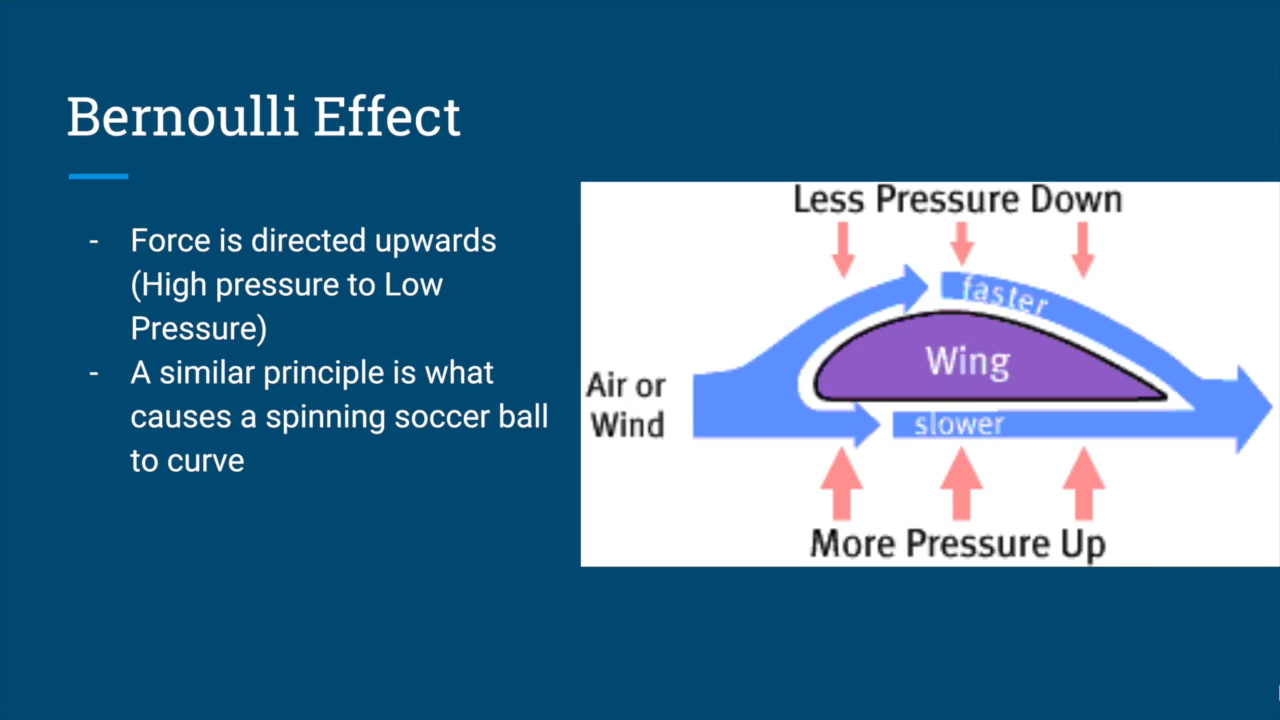 Bernoulli Effect
- Force is directed upwards
(High pressure to Low
Pressure)
- A similar principle is what
causes a spinning soccer ball
to curve
Less Pressure Down
faster
Wing
Air or
Wind
slower
More Pressure Up